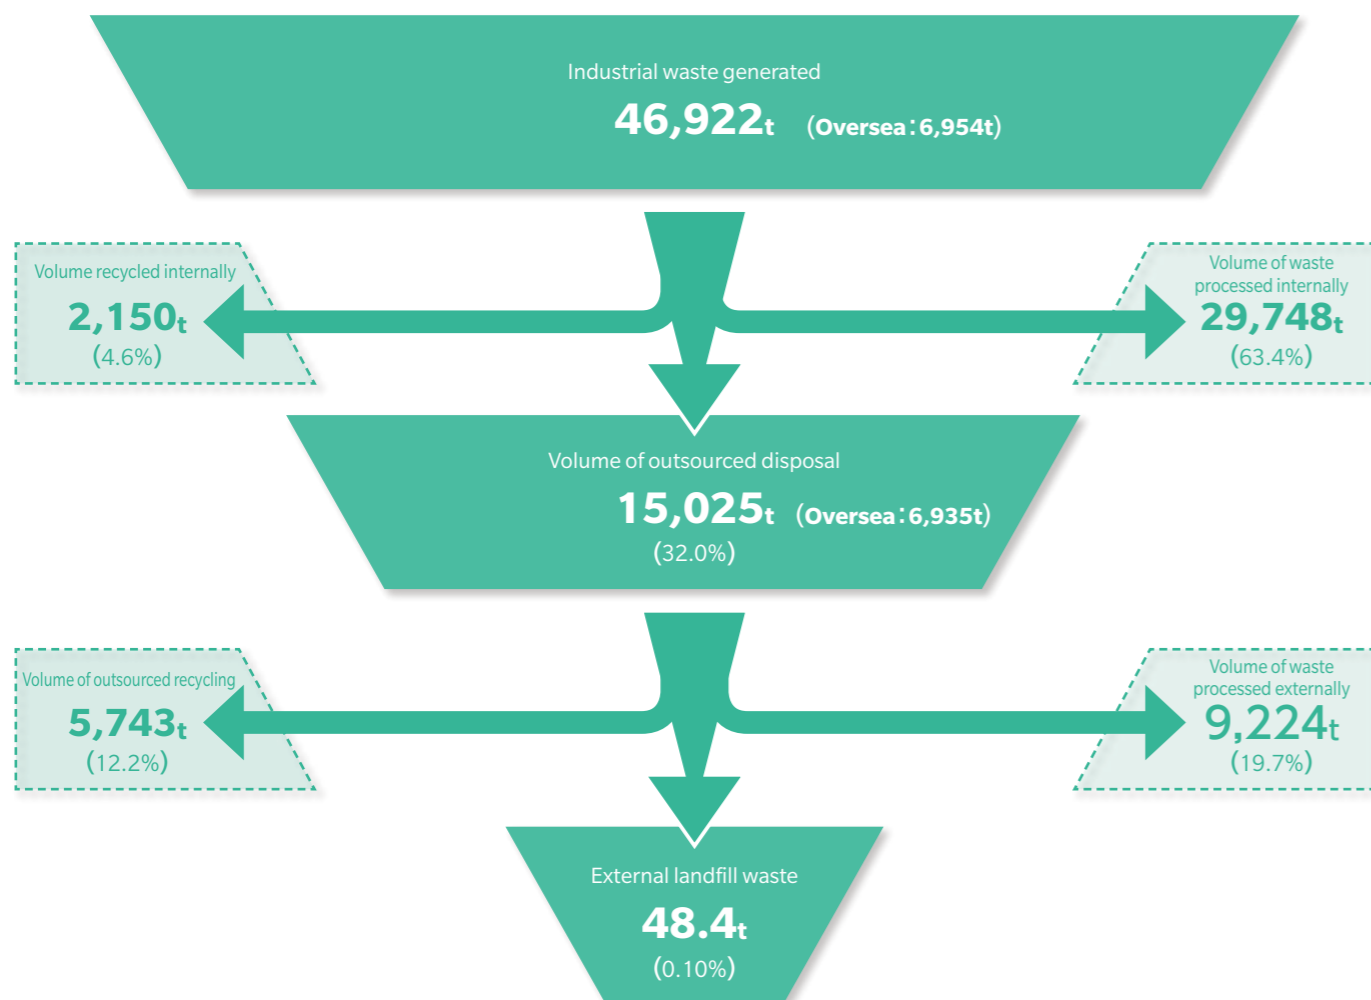 Industrial waste generated
46,922t (Oversea:6,954t)
Volume recycled internally
2,150t
(4.6%)
Volume of waste
processed internally
29,748t
(63.4%)
Volume of outsourced disposal
15,025t (Oversea:6,935t)
(32.0%)
Volume of outsourced recycling
5,743t
(12.2%)
Volume of waste
processed externally
9,224t
(19.7%)
External landfill waste
48.4t
(0.10%)